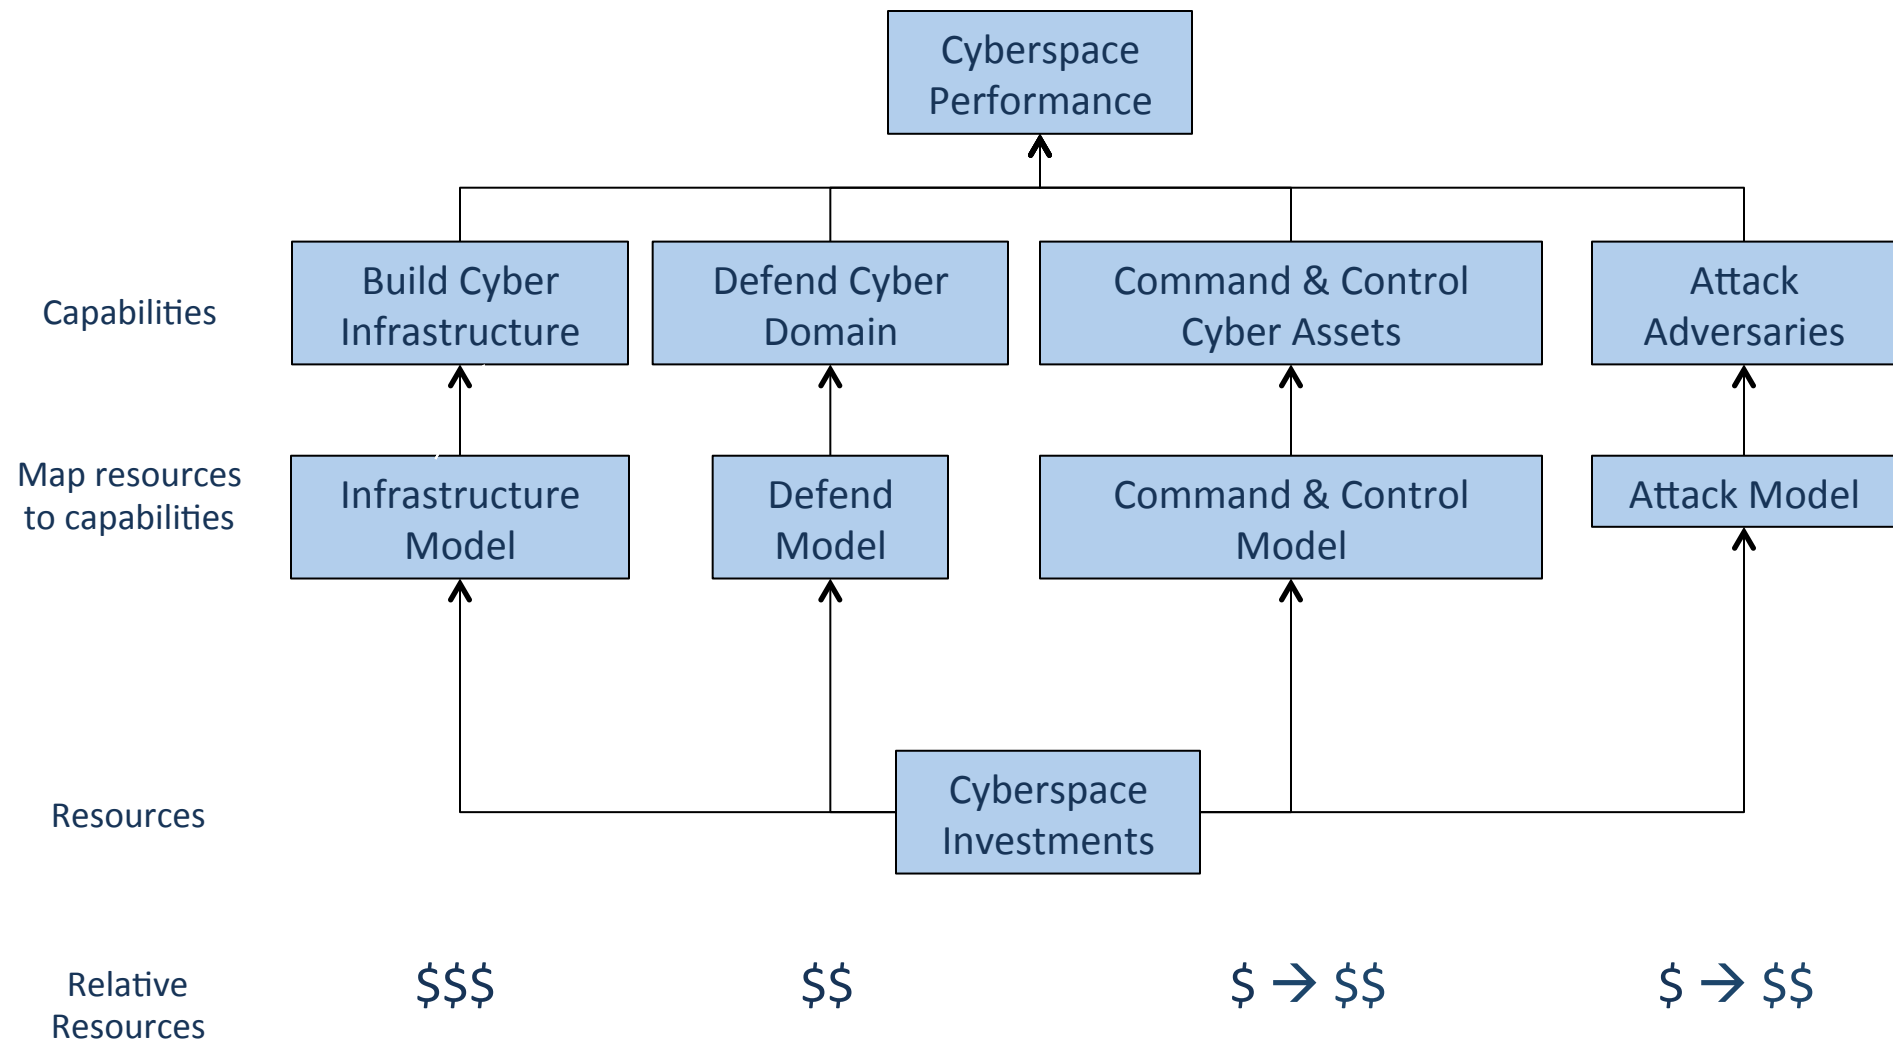 Cyberspace
Performance
Capabilities
Build Cyber
Infrastructure
Defend Cyber
Domain
Command & Control
Cyber Assets
Attack
Adversaries
Map resources
to capabilities
Infrastructure
Model
Defend
Model
Command & Control
Model
Attack Model
Resources
Cyberspace
Investments
Relative
Resources
$$$
$$
$ → $$
$ → $$